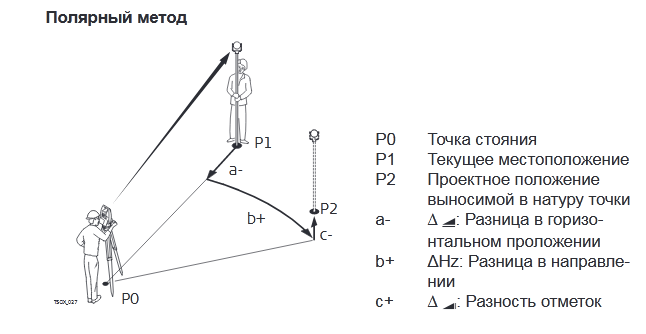 Полярный метод
P1
a-
b+
P2
c-
P0
TSOX_027
P0 Точка стояния
P1 Текущее местоположение
P2 Проектное положение
выносимой в натуру точки
a- Δ : Разница в горизо-
нтальном проложении
b+ ΔHz: Разница в направле-
нии
c+ Δ : Разность отметок